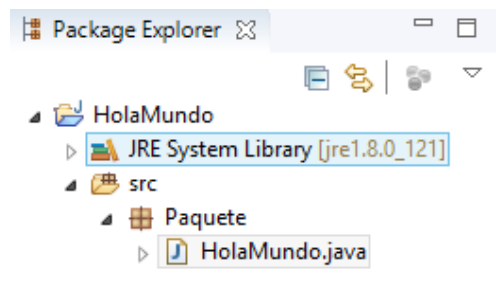 Package Explorer
HolaMundo
JRE System Library [jre1.8.0_121]
src
Paquete
HolaMundo.java